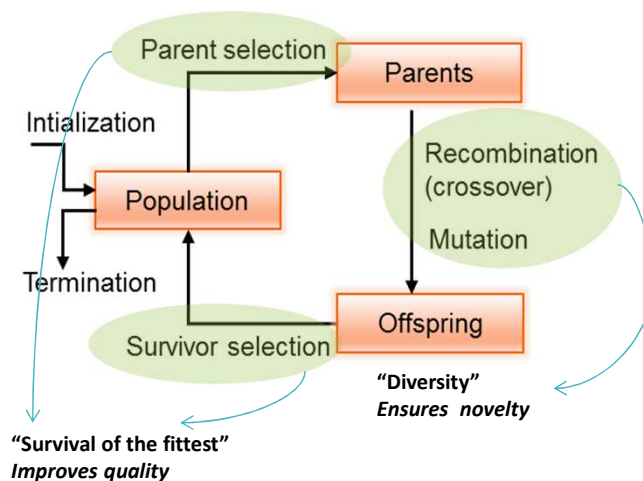 Parent selection
Parents
Intialization
Recombination
(crossover)
Population
Mutation
Termination
Offspring
Survivor selection
“Diversity”
Ensures novelty
“Survival of the fittest”
Improves quality